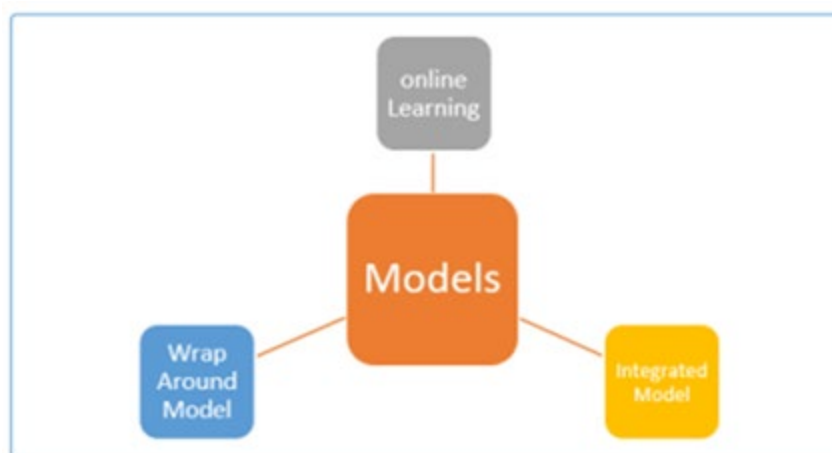 online
Learning
Models
Wrap
Around
Model
Integrated
Model